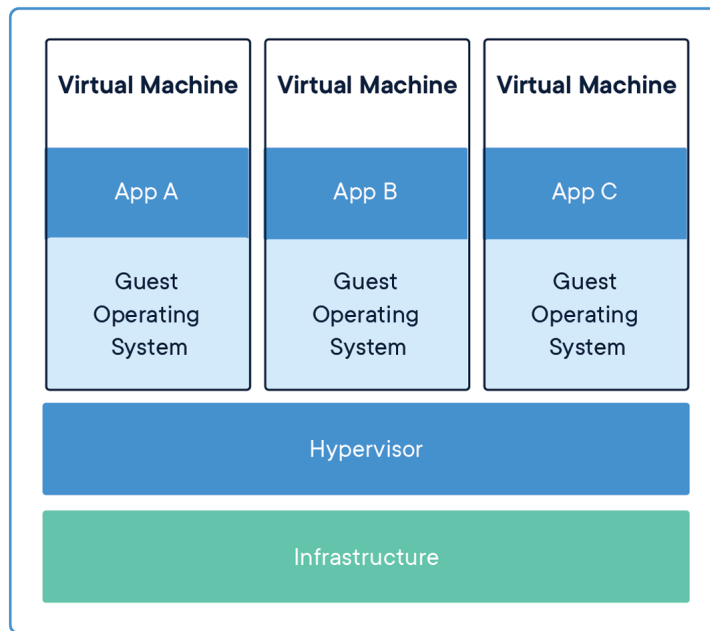 Virtual Machine Virtual Machine Virtual Machine
App A App B App C
Guest Guest Guest
Operating Operating Operating
System System System
Hypervisor
Infrastructure